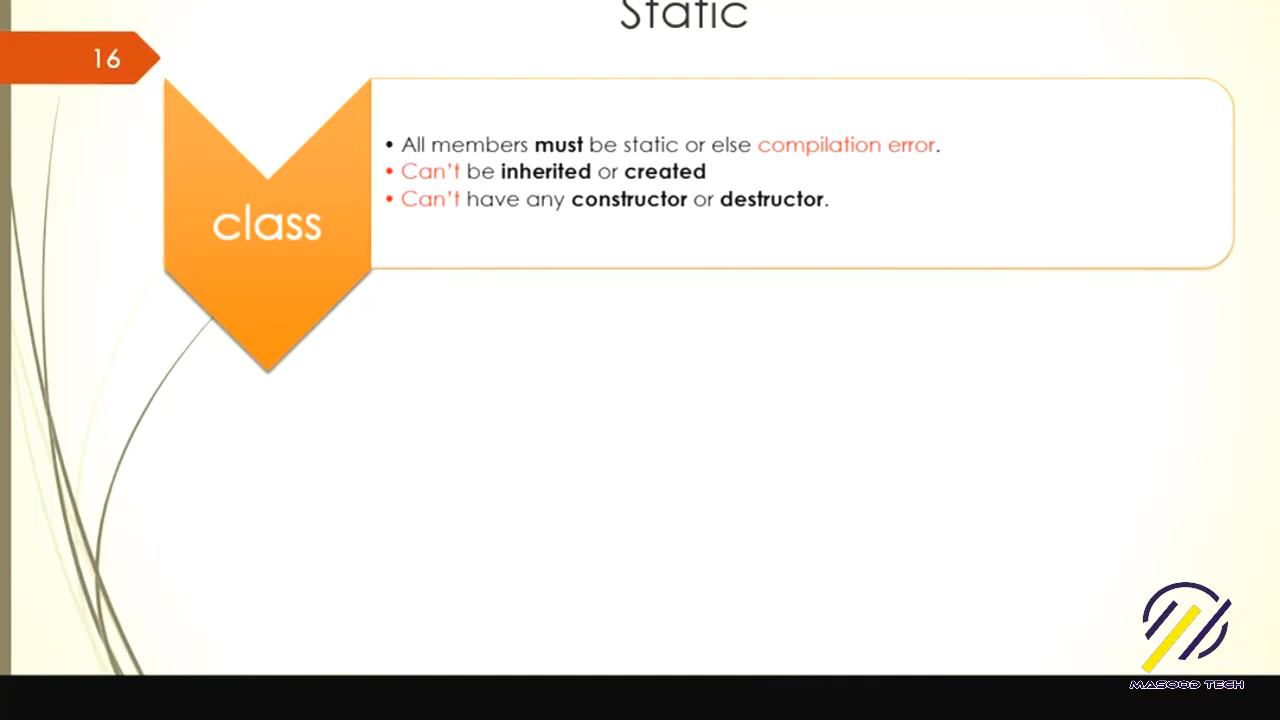 Static
16
class
• All members must be static or else compilation error.
• Can't be inherited or created
• Can't have any constructor or destructor.
MASOOD TECH